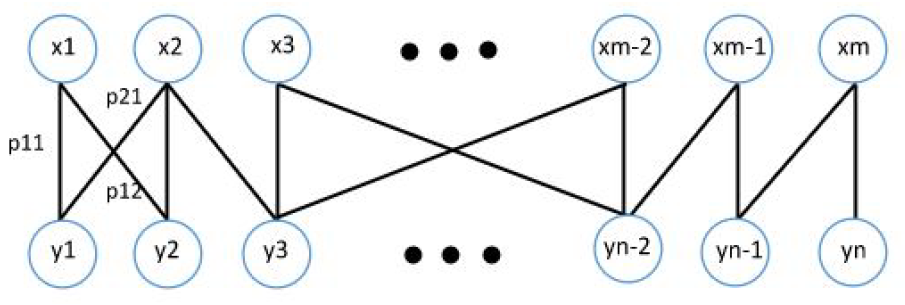 x1 x2 x3 xm-2 xm-1 xm
p21
p11
p12
y1 y2 y3 yn-2 yn-1 yn